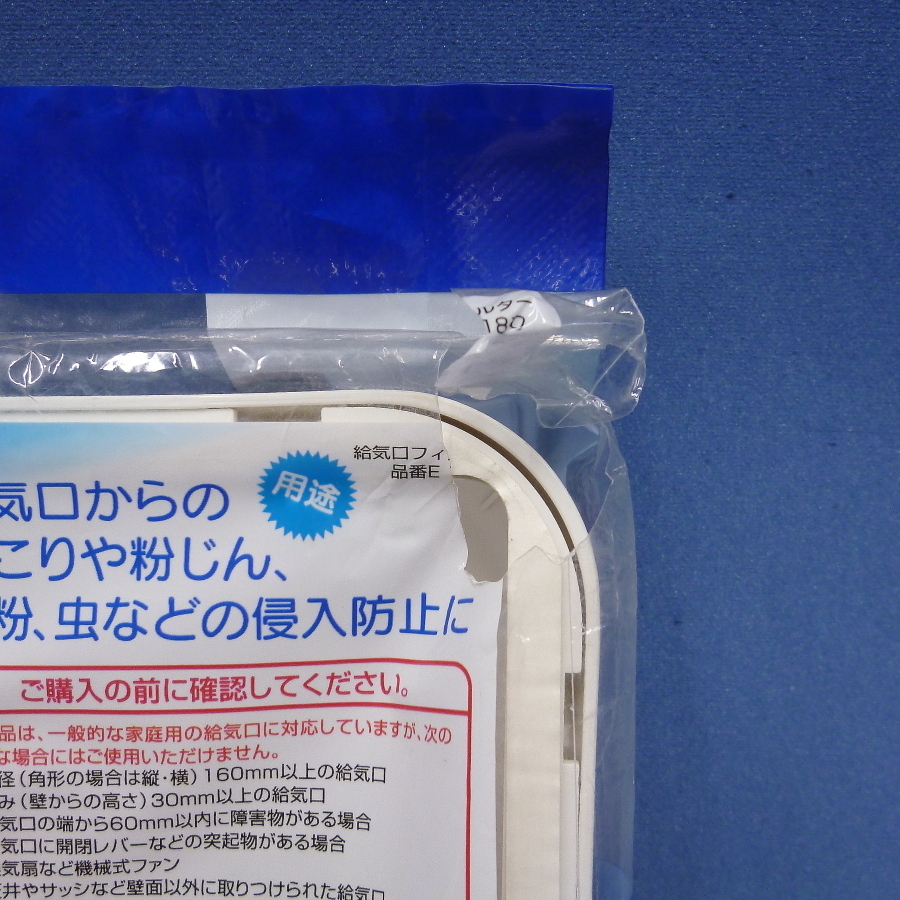 ルター
180
給気口フィ
品番E
用途
気口からの
こりや粉じん、
粉、虫などの侵入防止に
ご購入の前に確認してください。
品は、一般的な家庭用の給気口に対応していますが、次の
な場合にはご使用いただけません。
径（角形の場合は縦・横）160mm以上の給気口
み（壁からの高さ）30mm以上の給気口
気口の端から60mm以内に障害物がある場合
気口に開閉レバーなどの突起物がある場合
気扇など機械式ファン
井やサッシなど壁面以外に取りつけられた給気口